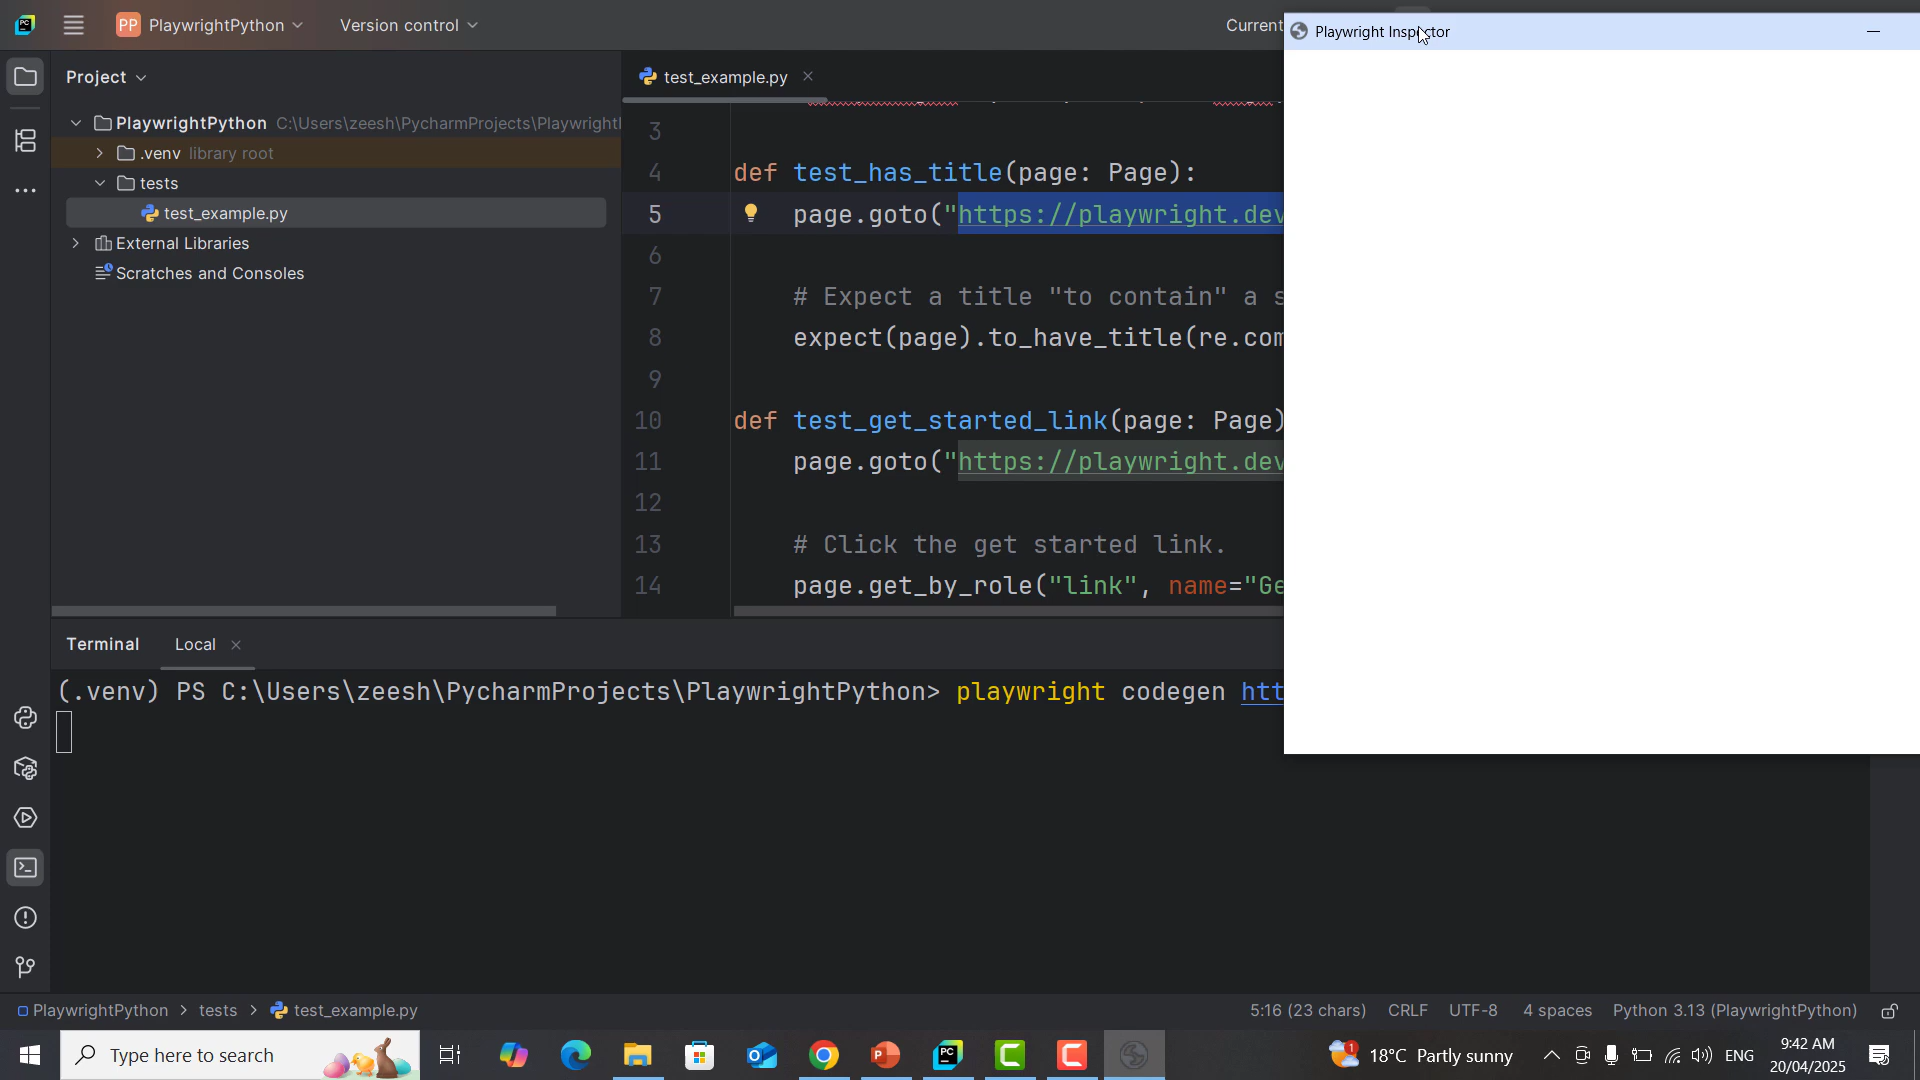 PC
PP PlaywrightPython
Version control
Current
Playwright Inspector
Project
test_example.py
PlaywrightPython C:\Users\zeesh\PycharmProjects\Playwright
.venv library root
tests
test_example.py
External Libraries
Scratches and Consoles
3
4 def test_has_title(page: Page):
5 page.goto("https://playwright.dev
6
7 # Expect a title "to contain" a s
8 expect(page).to_have_title(re.com
9
10 def test_get_started_link(page: Page)
11 page.goto("https://playwright.dev
12
13 # Click the get started link.
14 page.get_by_role("link", name="Ge
Terminal Local
(.venv) PS C:\Users\zeesh\PycharmProjects\PlaywrightPython> playwright codegen htt
PlaywrightPython > tests > test_example.py
5:16 (23 chars) CRLF UTF-8 4 spaces Python 3.13 (PlaywrightPython)
Type here to search
1
18°C Partly sunny
ENG
9:42 AM
20/04/2025